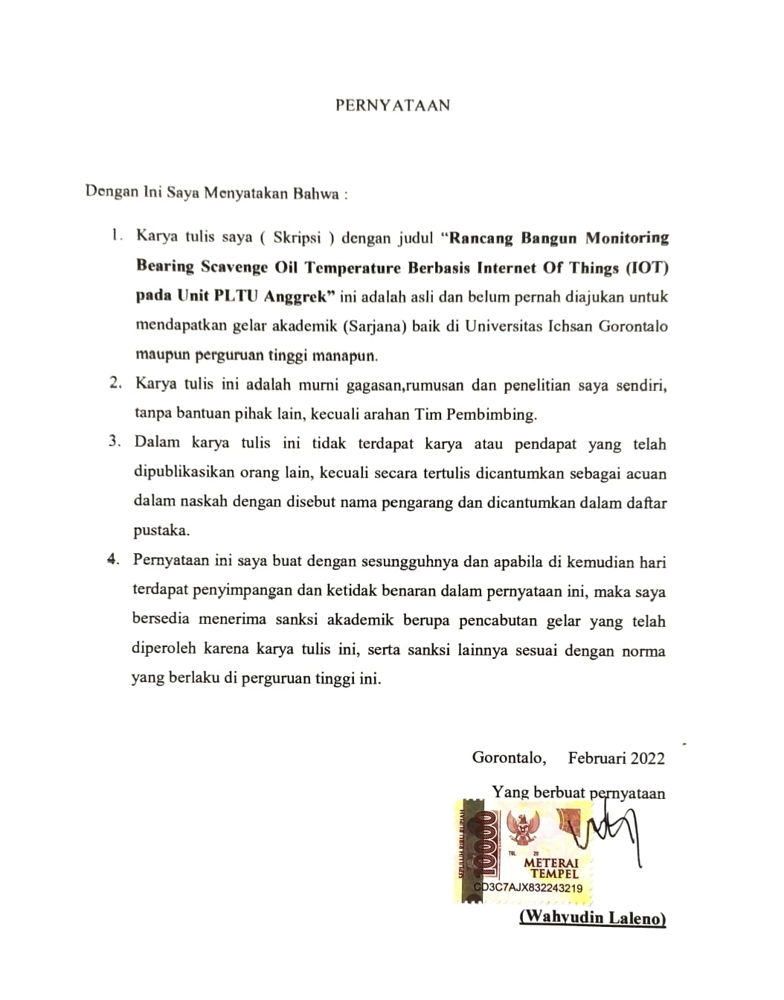 PERNYATAAN
Dengan Ini Saya Menyatakan Bahwa :
1. Karya tulis saya ( Skripsi ) dengan judul “Rancang Bangun Monitoring
Bearing Scavenge Oil Temperature Berbasis Internet Of Things (IOT)
pada Unit PLTU Anggrek” ini adalah asli dan belum pernah diajukan untuk
mendapatkan gelar akademik (Sarjana) baik di Universitas Ichsan Gorontalo
maupun perguruan tinggi manapun.
2. Karya tulis ini adalah murni gagasan,rumusan dan penelitian saya sendiri,
tanpa bantuan pihak lain, kecuali arahan Tim Pembimbing.
3. Dalam karya tulis ini tidak terdapat karya atau pendapat yang telah
dipublikasikan orang lain, kecuali secara tertulis dicantumkan sebagai acuan
dalam naskah dengan disebut nama pengarang dan dicantumkan dalam daftar
pustaka.
4. Pernyataan ini saya buat dengan sesungguhnya dan apabila di kemudian hari
terdapat penyimpangan dan ketidak benaran dalam pernyataan ini, maka saya
bersedia menerima sanksi akademik berupa pencabutan gelar yang telah
diperoleh karena karya tulis ini, serta sanksi lainnya sesuai dengan norma
yang berlaku di perguruan tinggi ini.
Gorontalo, Februari 2022
Yang berbuat pernyataan
SEPULUH RIBU RUPIAH
10000
TGL. 20
METERAI
TEMPEL
CD3C7AJX832243219
(Wahyudin Laleno)